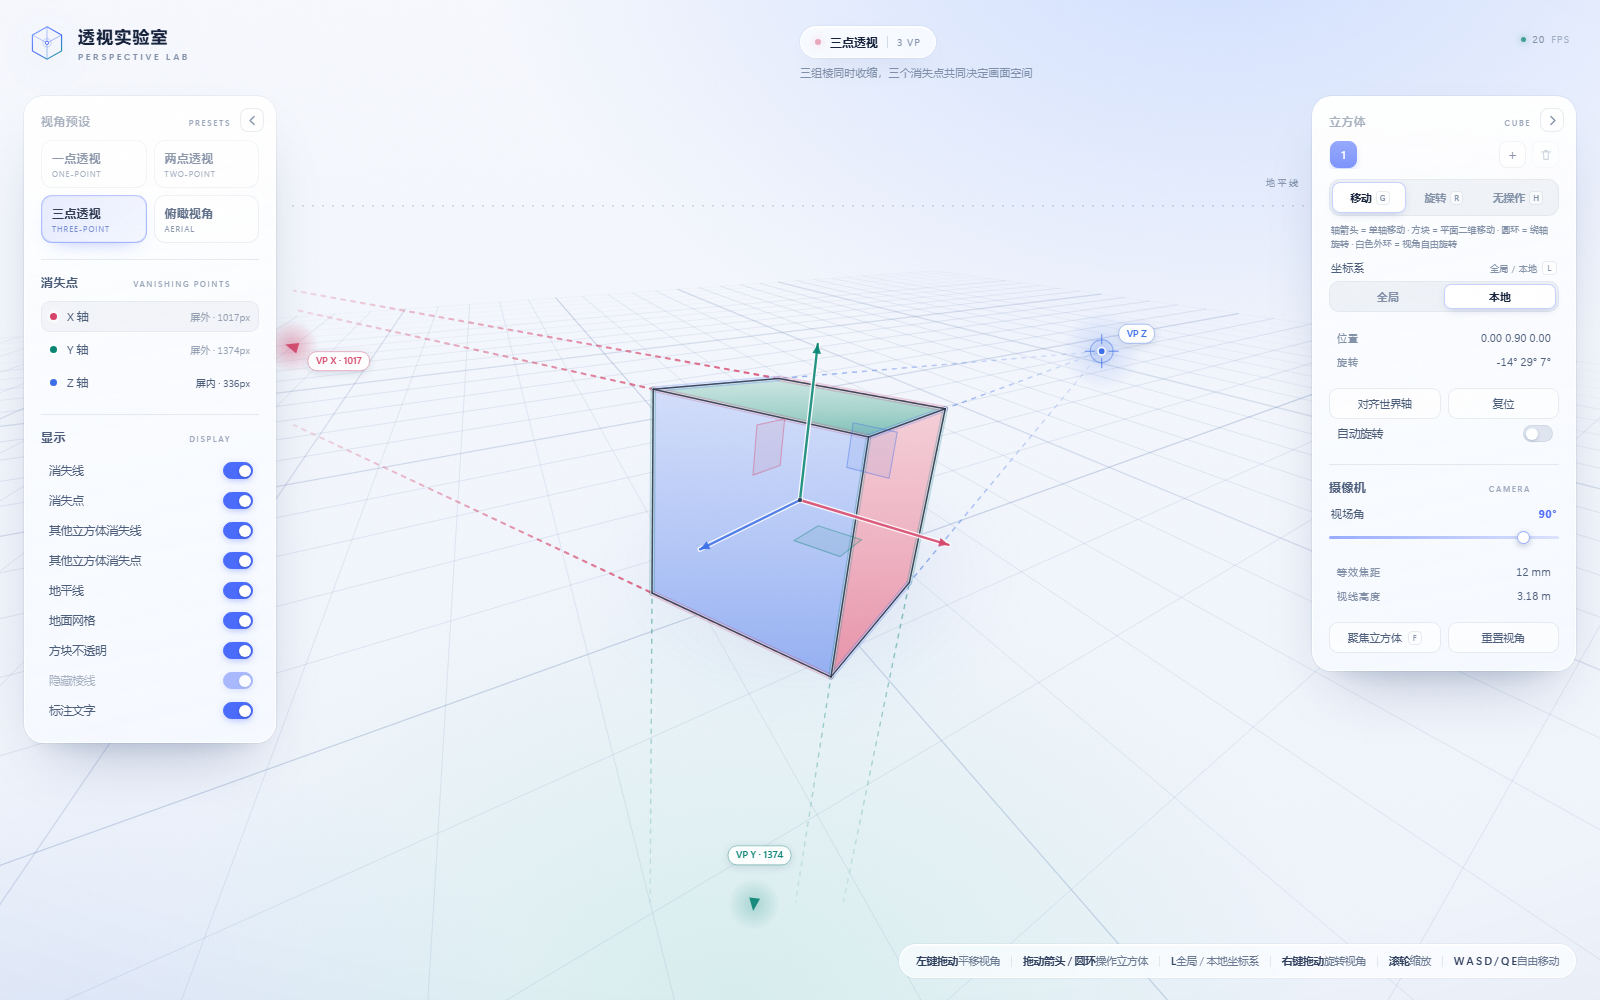 透视实验室
PERSPECTIVE LAB
三点透视 3 VP
三组棱同时收缩，三个消失点共同决定画面空间
20 FPS
视角预设 PRESETS
一点透视 两点透视
ONE-POINT TWO-POINT
三点透视 俯瞰视角
THREE-POINT AERIAL
消失点 VANISHING POINTS
X 轴 屏外 · 1017px
Y 轴 屏外 · 1374px
Z 轴 屏内 · 336px
显示 DISPLAY
消失线
消失点
其他立方体消失线
其他立方体消失点
地平线
地面网格
方块不透明
隐藏棱线
标注文字
地平线
VP X · 1017
VP Z
VP Y · 1374
立方体 CUBE
1 +
移动 G 旋转 R 无操作 H
轴箭头 = 单轴移动 · 方块 = 平面二维移动 · 圆环 = 绕轴
旋转 · 白色外环 = 视角自由旋转
坐标系 全局 / 本地 L
全局 本地
位置 0.00 0.90 0.00
旋转 -14° 29° 7°
对齐世界轴 复位
自动旋转
摄像机 CAMERA
视场角 90°
等效焦距 12 mm
视线高度 3.18 m
聚焦立方体 F 重置视角
左键拖动平移视角 拖动箭头 / 圆环操作立方体 L全局 / 本地坐标系 右键拖动旋转视角 滚轮缩放 WASD/QE自由移动